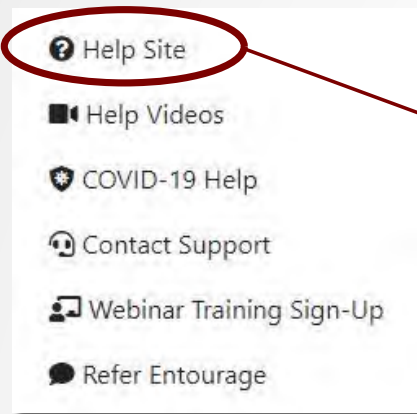 Help Site
Help Videos
COVID-19 Help
Contact Support
Webinar Training Sign-Up
Refer Entourage